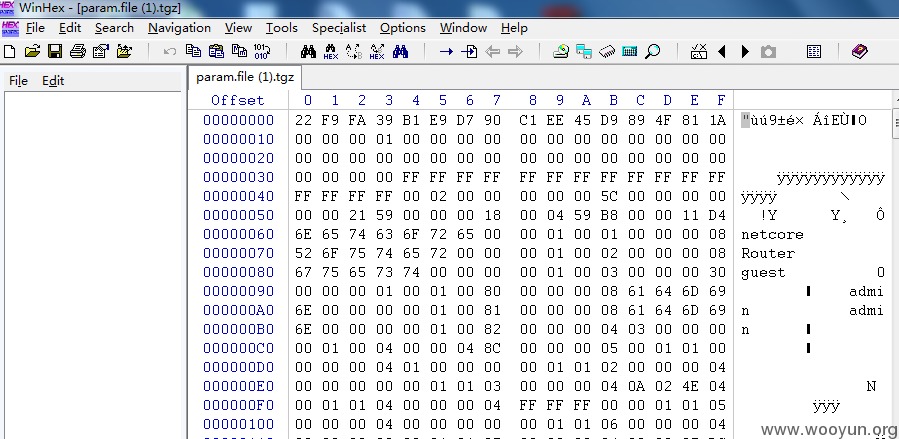 WinHex - [param.file (1).tgz]
File Edit Search Navigation View Tools Specialist Options Window Help
File Edit
param.file (1).tgz
Offset 0 1 2 3 4 5 6 7 8 9 A B C D E F
00000000 22 F9 FA 39 B1 E9 D7 90 C1 EE 45 D9 89 4F 81 1A "ùú9±é× ÁîEÙ O
00000010 00 00 00 01 00 00 00 00 00 00 00 00 00 00 00 00
00000020 00 00 00 00 00 00 00 00 00 00 00 00 00 00 00 00
00000030 00 00 00 00 FF FF FF FF FF FF FF FF FF FF FF FF ÿÿÿÿÿÿÿÿÿÿÿÿ
00000040 FF FF FF FF 00 02 00 00 00 00 00 5C 00 00 00 00 ÿÿÿÿ \
00000050 00 00 21 59 00 00 00 18 00 04 59 B8 00 00 11 D4 !Y Y¸ Ô
00000060 6E 65 74 63 6F 72 65 00 00 01 00 01 00 00 00 08 netcore
00000070 52 6F 75 74 65 72 00 00 00 01 00 02 00 00 00 08 Router
00000080 67 75 65 73 74 00 00 00 00 01 00 03 00 00 00 30 guest 0
00000090 00 00 01 00 01 00 80 00 00 00 08 61 64 6D 69 admi
000000A0 6E 00 00 00 00 01 00 81 00 00 00 08 61 64 6D 69 n admi
000000B0 6E 00 00 00 00 01 00 82 00 00 00 04 03 00 00 00 n
000000C0 00 01 00 04 00 00 04 8C 00 00 00 05 00 01 01 00
000000D0 00 00 00 04 01 00 00 00 00 01 01 02 00 00 00 04
000000E0 00 00 00 00 00 01 01 03 00 00 00 04 0A 02 4E 04 N
000000F0 00 01 01 04 00 00 00 04 FF FF FF 00 00 01 01 05 ÿÿÿ
00000100 00 00 00 04 00 00 00 00 00 01 01 06 00 00 00 04
www.wooyun.org